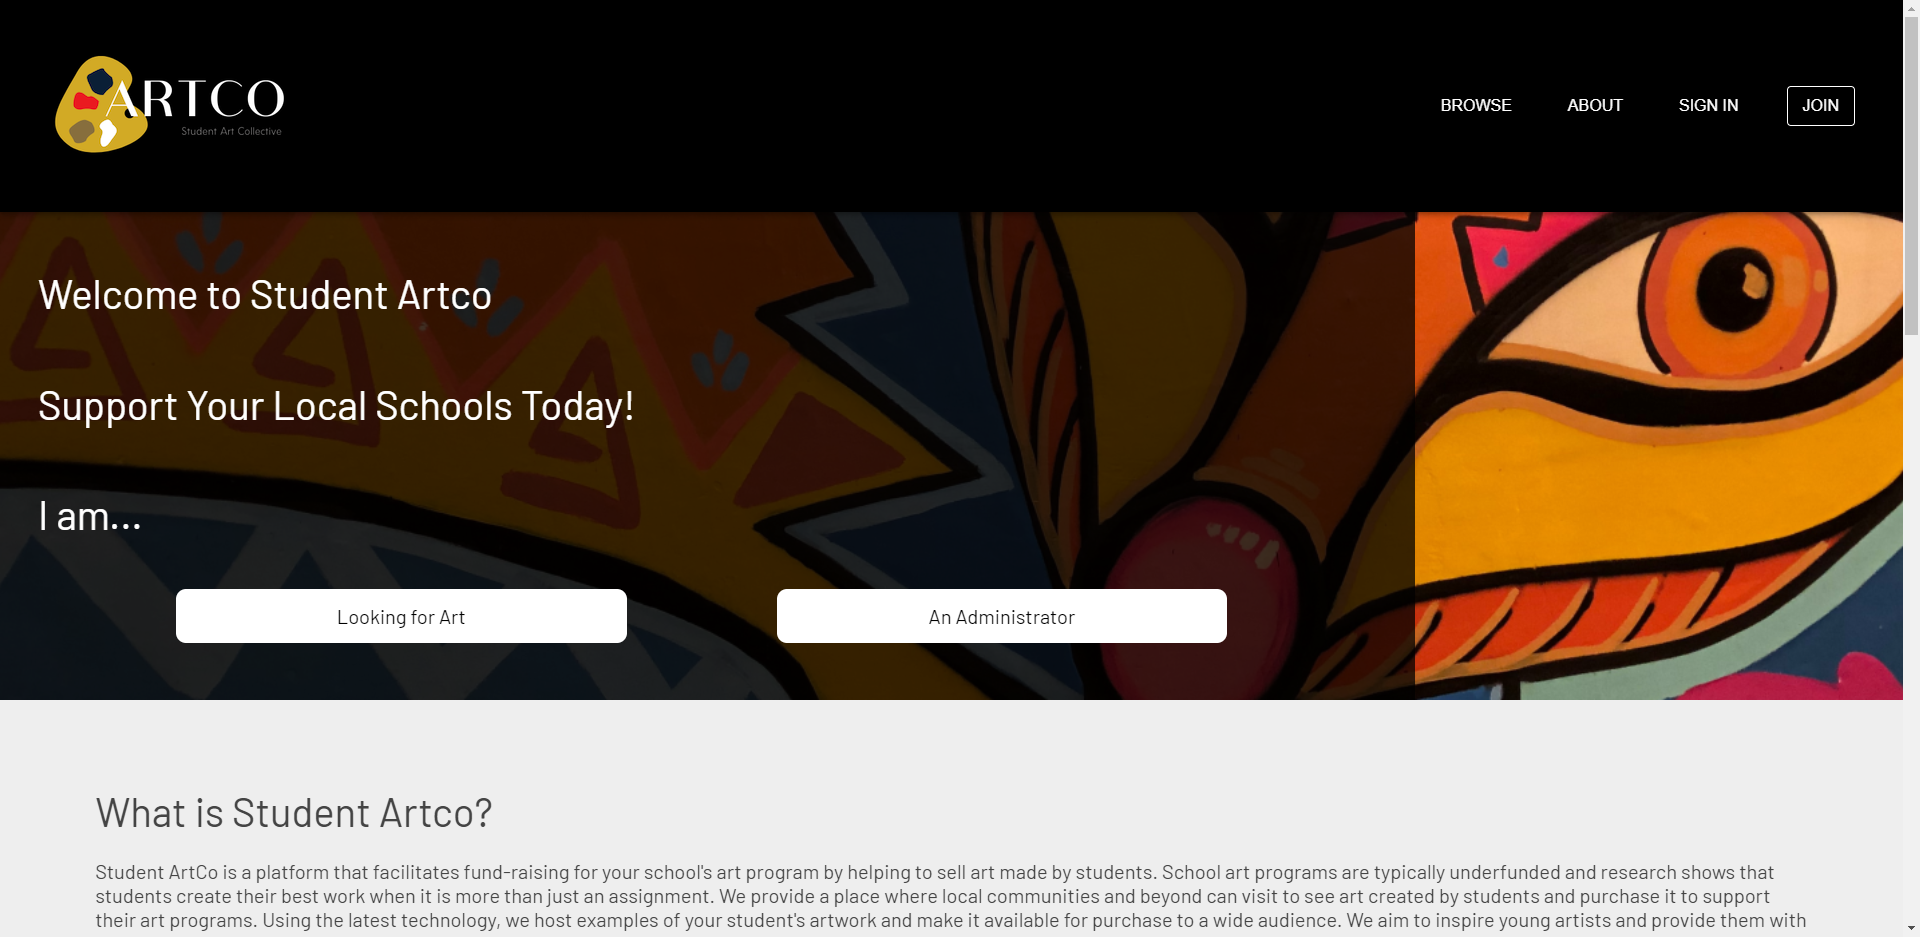 ARTCO
Student Art Collective
BROWSE
ABOUT
SIGN IN
JOIN
Welcome to Student Artco
Support Your Local Schools Today!
I am...
Looking for Art
An Administrator
What is Student Artco?
Student ArtCo is a platform that facilitates fund-raising for your school's art program by helping to sell art made by students. School art programs are typically underfunded and research shows that
students create their best work when it is more than just an assignment. We provide a place where local communities and beyond can visit to see art created by students and purchase it to support
their art programs. Using the latest technology, we host examples of your student's artwork and make it available for purchase to a wide audience. We aim to inspire young artists and provide them with